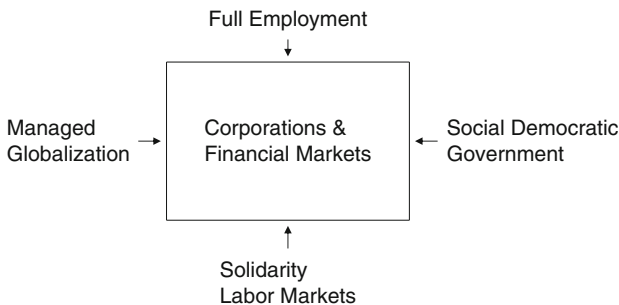 Full Employment
Managed
Globalization
Corporations &
Financial Markets
Social Democratic
Government
Solidarity
Labor Markets